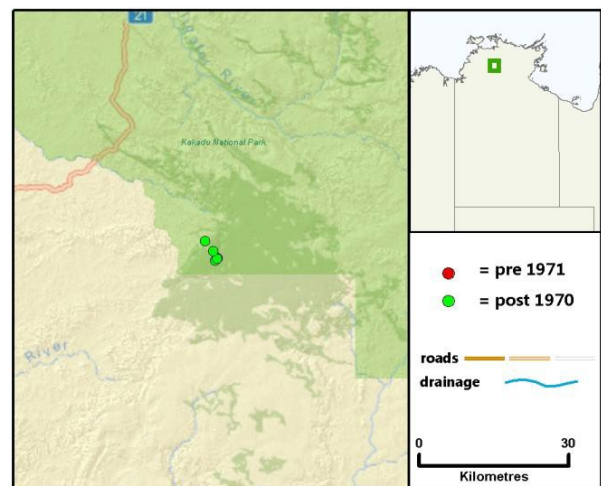 21
River
Kakadu National Park
River
= pre 1971
= post 1970
roads
drainage
0 30
Kilometres